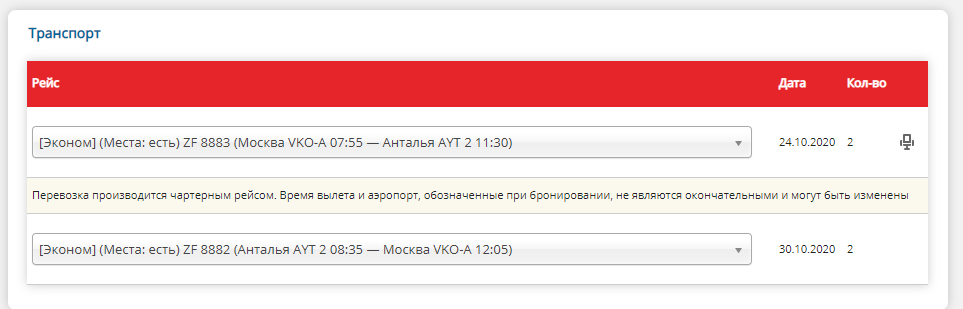 Транспорт
Рейс Дата Кол-во
[Эконом] (Места: есть) ZF 8883 (Москва VKO-A 07:55 — Анталья AYT 2 11:30) 24.10.2020 2
Перевозка производится чартерным рейсом. Время вылета и аэропорт, обозначенные при бронировании, не являются окончательными и могут быть изменены
[Эконом] (Места: есть) ZF 8882 (Анталья AYT 2 08:35 — Москва VKO-A 12:05) 30.10.2020 2